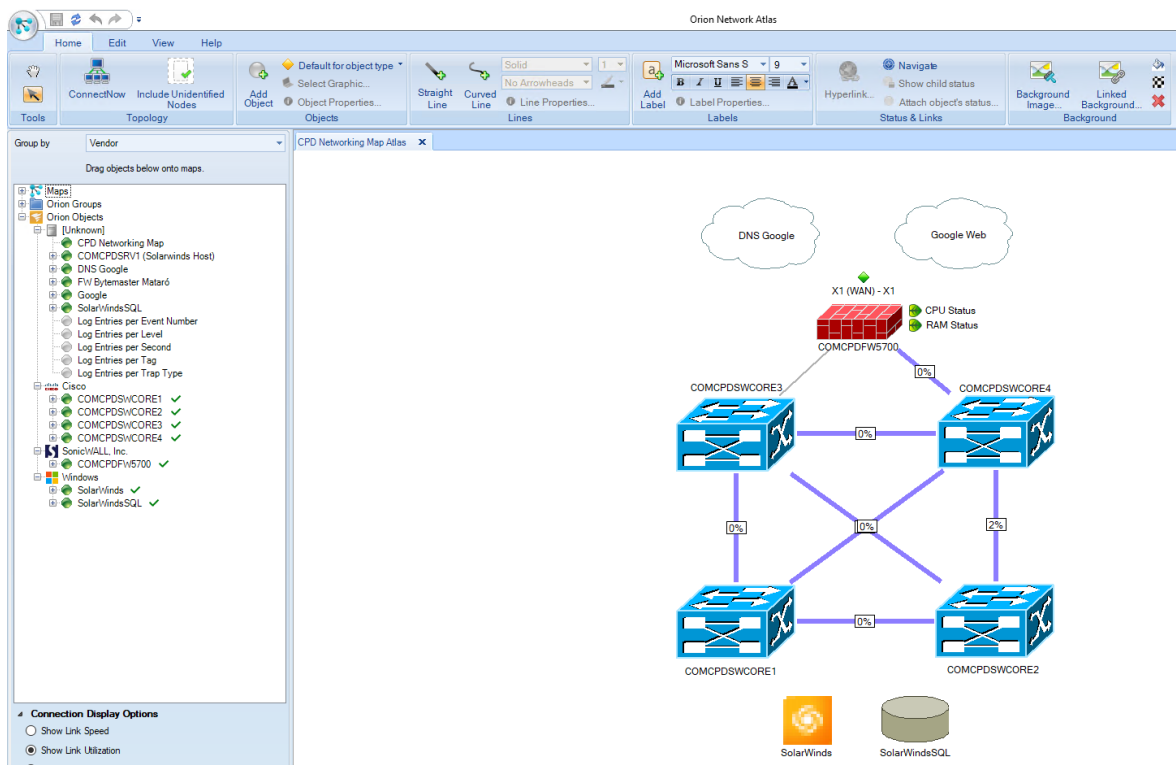 Orion Network Atlas
Home Edit View Help
ConnectNow
Include Unidentified
Nodes
Add
Object
Default for object type
Select Graphic...
Object Properties...
Straight
Line
Curved
Line
Solid
1
No Arrowheads
Line Properties...
Add
Label
Microsoft Sans S
9
B I U A
Label Properties...
Hyperlink...
Navigate
Show child status
Attach object's status...
Background
Image...
Linked
Background...
Tools
Topology
Objects
Lines
Labels
Status & Links
Background
Group by
Vendor
Drag objects below onto maps.
Maps
Orion Groups
Orion Objects
[Unknown]
CPD Networking Map
COMCPDSRV1 (Solarwinds Host)
DNS Google
FW Bytemaster Mataró
Google
SolarWindsSQL
Log Entries per Event Number
Log Entries per Level
Log Entries per Second
Log Entries per Tag
Log Entries per Trap Type
Cisco
COMCPDSWCORE1
COMCPDSWCORE2
COMCPDSWCORE3
COMCPDSWCORE4
SonicWALL, Inc.
COMCPDFW5700
Windows
SolarWinds
SolarWindsSQL
Connection Display Options
Show Link Speed
Show Link Utilization
CPD Networking Map Atlas
DNS Google
Google Web
X1 (WAN) - X1
CPU Status
RAM Status
COMCPDFW5700
0%
COMCPDSWCORE3
COMCPDSWCORE4
0%
0%
0%
2%
0%
COMCPDSWCORE1
COMCPDSWCORE2
SolarWinds
SolarWindsSQL